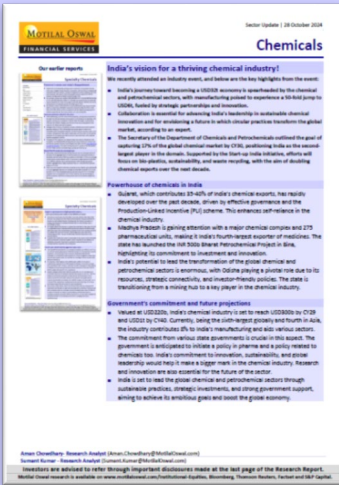 Sector Update | 28 October 2024
MOTILAL OSWAL
FINANCIAL SERVICES
Chemicals
Our earlier reports
India's vision for a thriving chemical industry!
We recently attended an industry event, and below are the key highlights from the event:
India's journey toward becoming a economy is spearheaded by the chemical
and petrochemical sectors, with manufacturing poised to experience a jump to
fueled by strategic partnerships and innovation.
Collaboration is essential for advancing India's leadership in sustainable chemical
innovation and for envisioning a future in which circular practices transform the global
market, according to an expert.
The Secretary of the Department of Chemicals and Petrochemicals outlined the goal of
capturing of the global chemical market by positioning India as the second-
largest player in the domain. Supported by the Start-up India initiative, efforts will
focus on bio-plastics, sustainability, and waste recycling, with the aim of doubling
chemical exports over the next decade.
Powerhouse of chemicals in India
Gujarat, which contributes 35-40% of India's chemical exports, has rapidly
developed over the past decade, driven by effective governance and the
Production-Linked Incentive (PLI) scheme. This enhances self-reliance in the
chemical industry.
Madhya Pradesh is gaining attention with a major chemical complex and 275
pharmaceutical units, making it India's fourth-largest exporter of medicines. The
state has launched the INR 500b Bharat Petrochemical Project in Bina,
highlighting its commitment to investment and innovation.
India's potential to lead the transformation of the global chemical and
petrochemical sectors is enormous, with Odisha playing a pivotal role due to its
resources, strategic connectivity, and investor-friendly policies. The state is
transitioning from a mining hub to a key player in the chemical industry.
Government's commitment and future projections
Valued at USD220b, India's chemical industry is set to reach USD300b by CY25
and USD1t by CY40. Currently, being the sixth-largest globally and fourth in Asia,
the industry contributes to India's manufacturing and aids various sectors.
The commitment from various state governments is crucial in this aspect. The
government is anticipated to initiate a policy in pharma and a policy related to
chemicals too. India's commitment to innovation, sustainability, and global
leadership would help it make a bigger mark in the chemical industry. Research
and innovation are also essential for the future of the sector.
India is set to lead the global chemical and petrochemical sectors through
sustainable practices, strategic investments, and strong government support,
aiming to achieve its ambitious goals and boost the global economy.
Aman Chowdhary- Research Analyst (Aman.Chowdhary@MotilalOswal.com)
Sumant Kumar - Research Analyst (Sumant.Kumar@MotilalOswal.com)
Investors are advised to refer through important disclosures made at the last page of the Research Report.
Motilal Oswal research is available on www.motilaloswal.com/Institutional-Equities, Bloomberg, Thomson Reuters, Factset and S&P Capital.